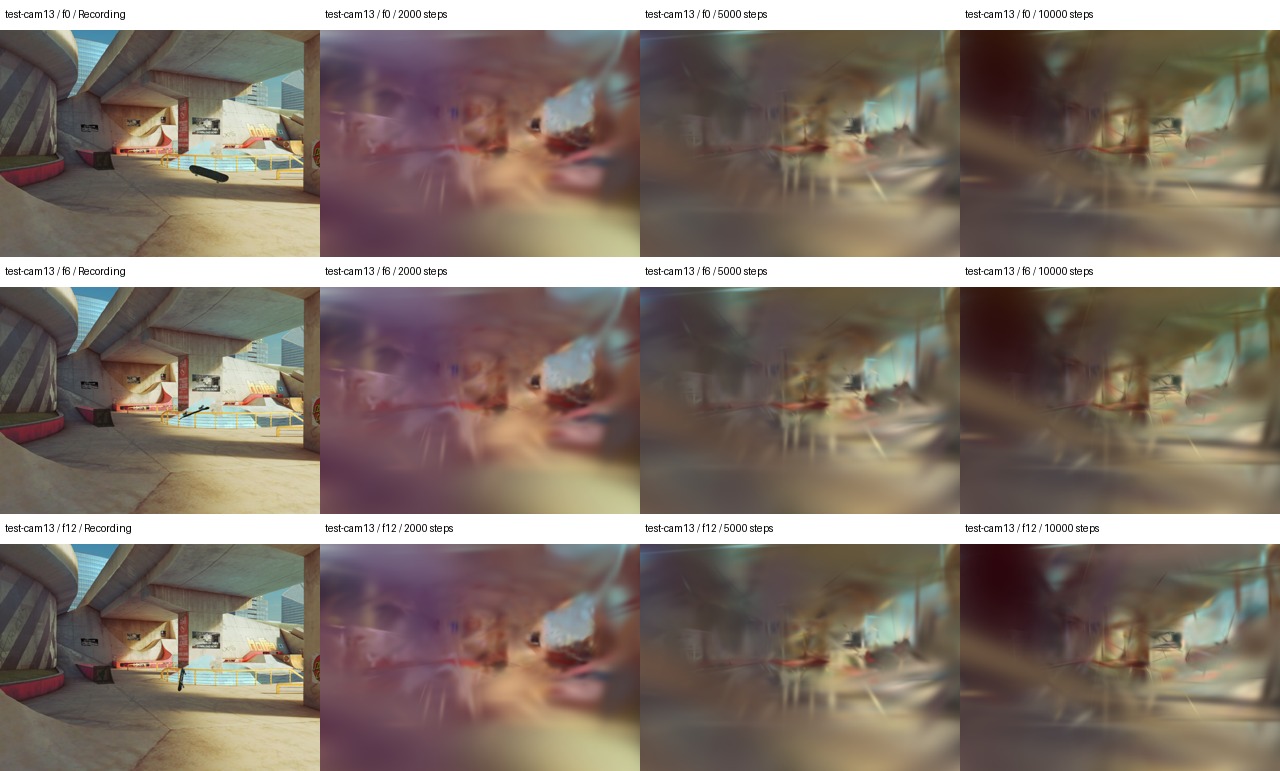 test-cam13 / f0 / Recording
test-cam13 / f0 / 2000 steps
test-cam13 / f0 / 5000 steps
test-cam13 / f0 / 10000 steps
test-cam13 / f6 / Recording
test-cam13 / f6 / 2000 steps
test-cam13 / f6 / 5000 steps
test-cam13 / f6 / 10000 steps
test-cam13 / f12 / Recording
test-cam13 / f12 / 2000 steps
test-cam13 / f12 / 5000 steps
test-cam13 / f12 / 10000 steps